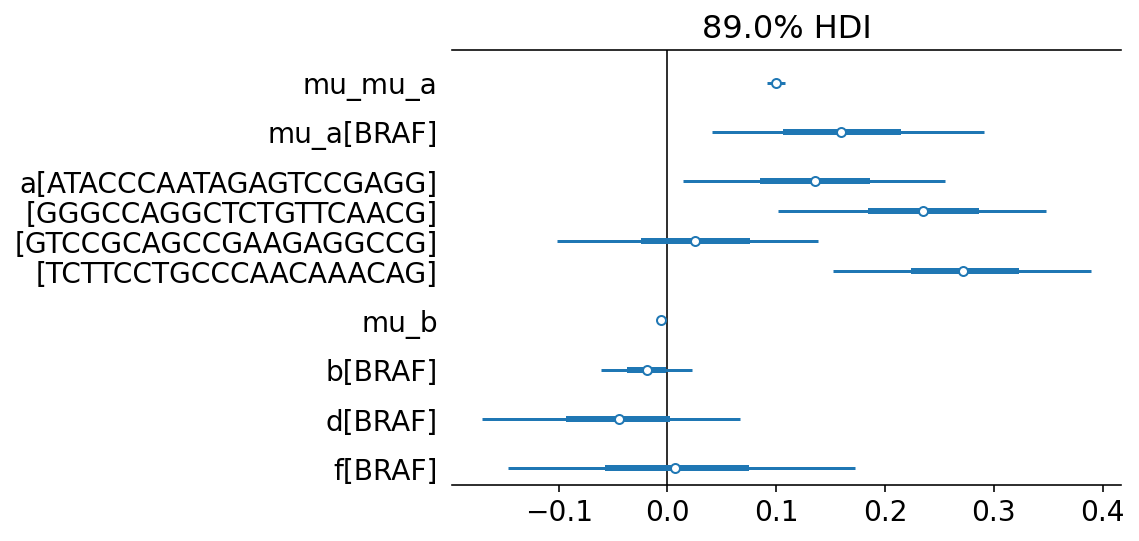 89.0% HDI
mu_mu_a
mu_a[BRAF]
a[ATACCCAATAGAGTCCGAGG]
[GGGCCAGGCTCTGTTCAACG]
[GTCCGCAGCCGAAGAGGCCG]
[TCTTCCTGCCCAACAAACAG]
mu_b
b[BRAF]
d[BRAF]
f[BRAF]
−0.1 0.0 0.1 0.2 0.3 0.4